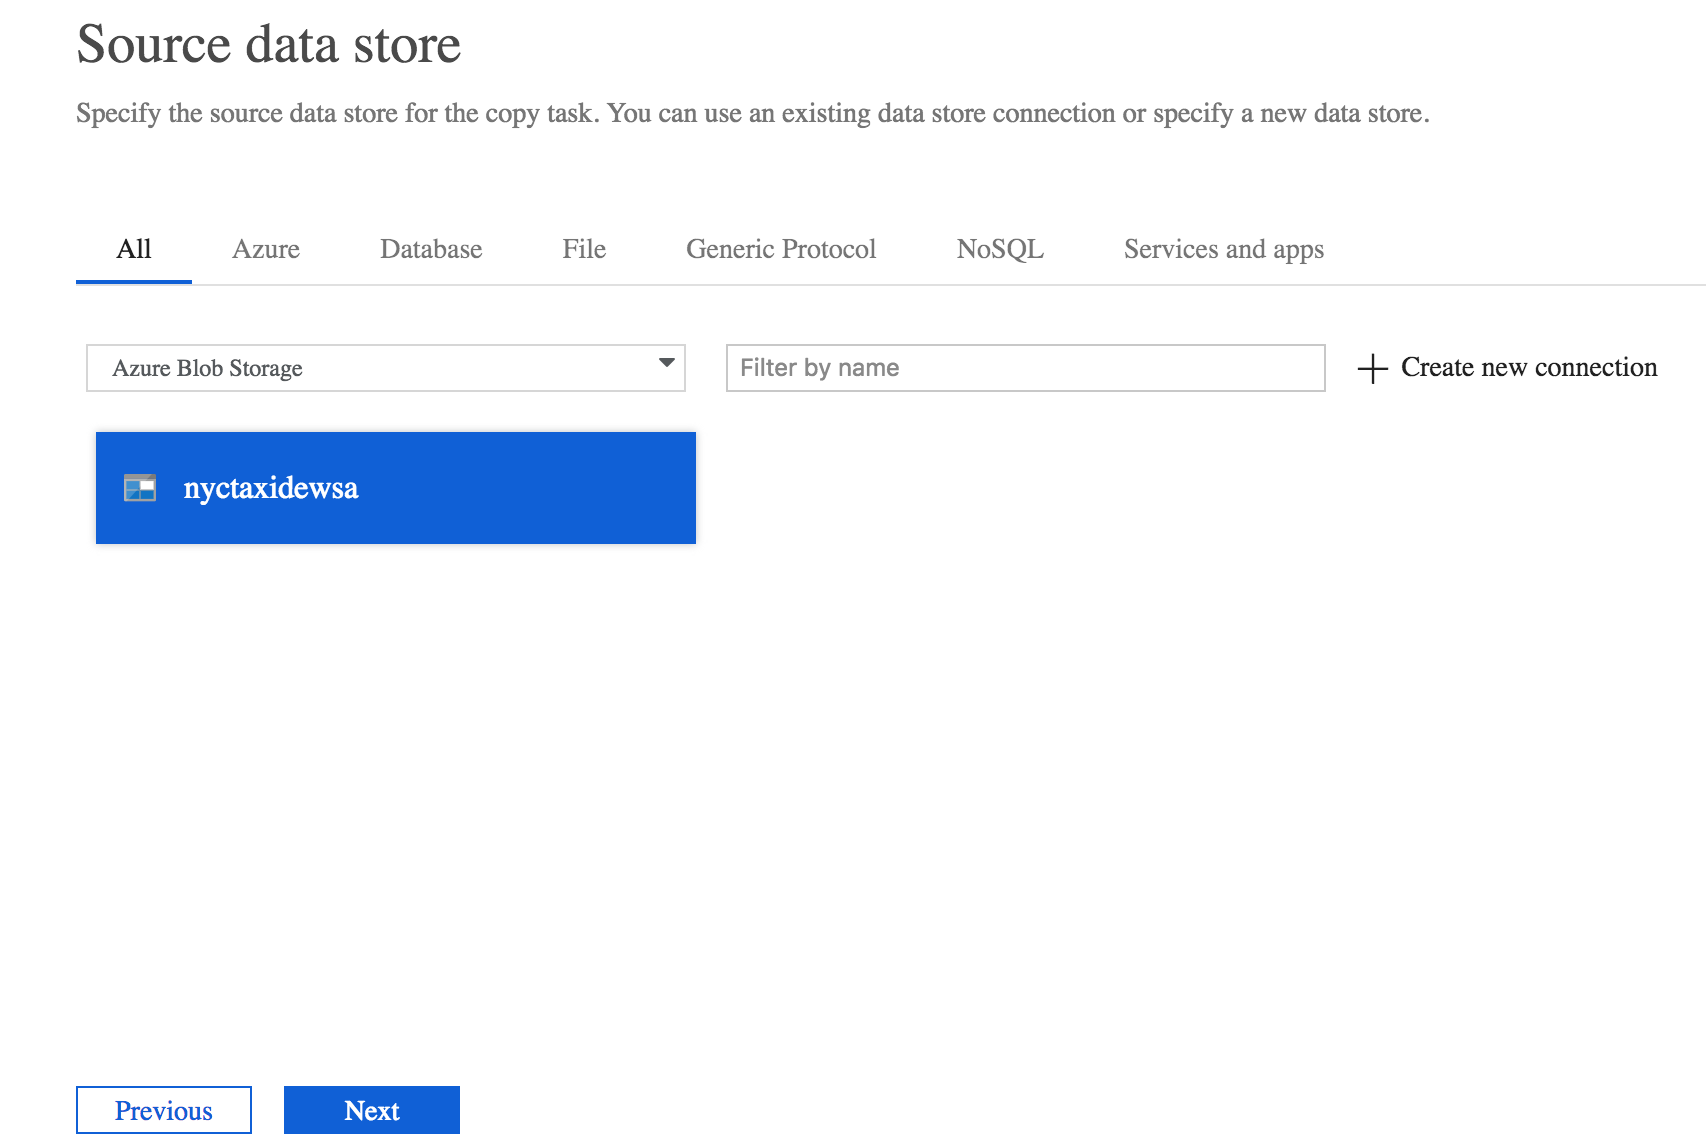 Source data store
Specify the source data store for the copy task. You can use an existing data store connection or specify a new data store.
All Azure Database File Generic Protocol NoSQL Services and apps
Azure Blob Storage Filter by name Create new connection
nyctaxidewsa
Previous Next